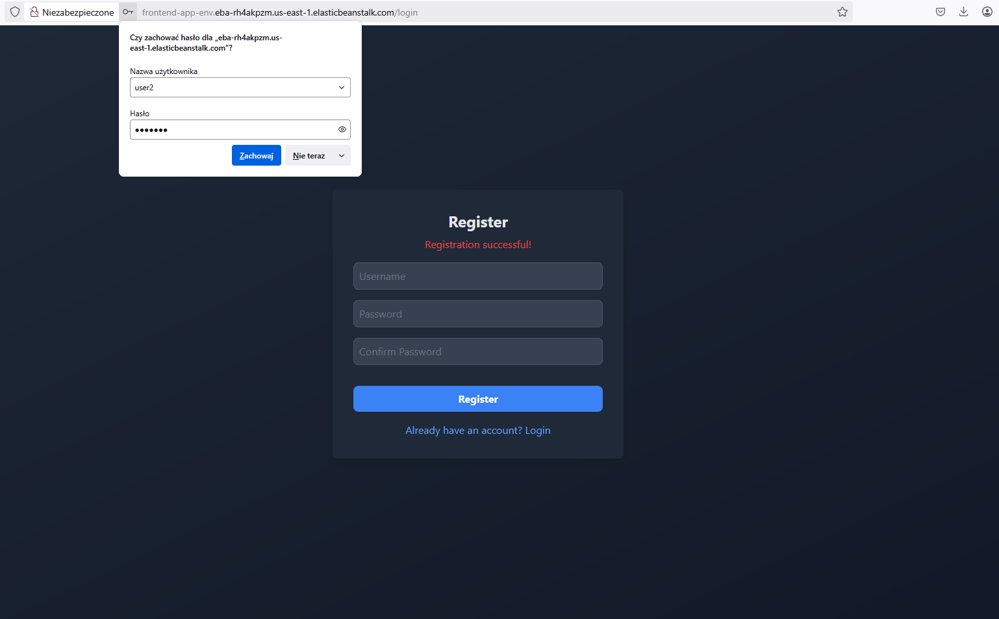 Niezabezpieczone
frontend-app-env.eba-rh4akpzm.us-east-1.elasticbeanstalk.com/login
Czy zachować hasło dla „eba-rh4akpzm.us-
east-1.elasticbeanstalk.com”?
Nazwa użytkownika
user2
Hasło
●●●●●●●
Zachowaj
Nie teraz
Register
Registration successful!
Username
Password
Confirm Password
Register
Already have an account? Login